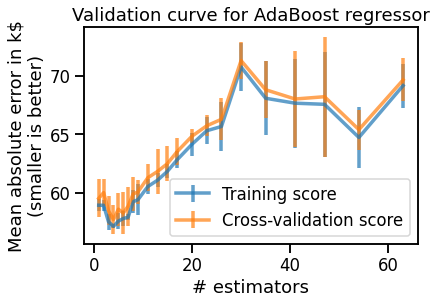 Validation curve for AdaBoost regressor
Mean absolute error in k$
(smaller is better)
70
65
60
Training score
Cross-validation score
0
20
40
60
# estimators